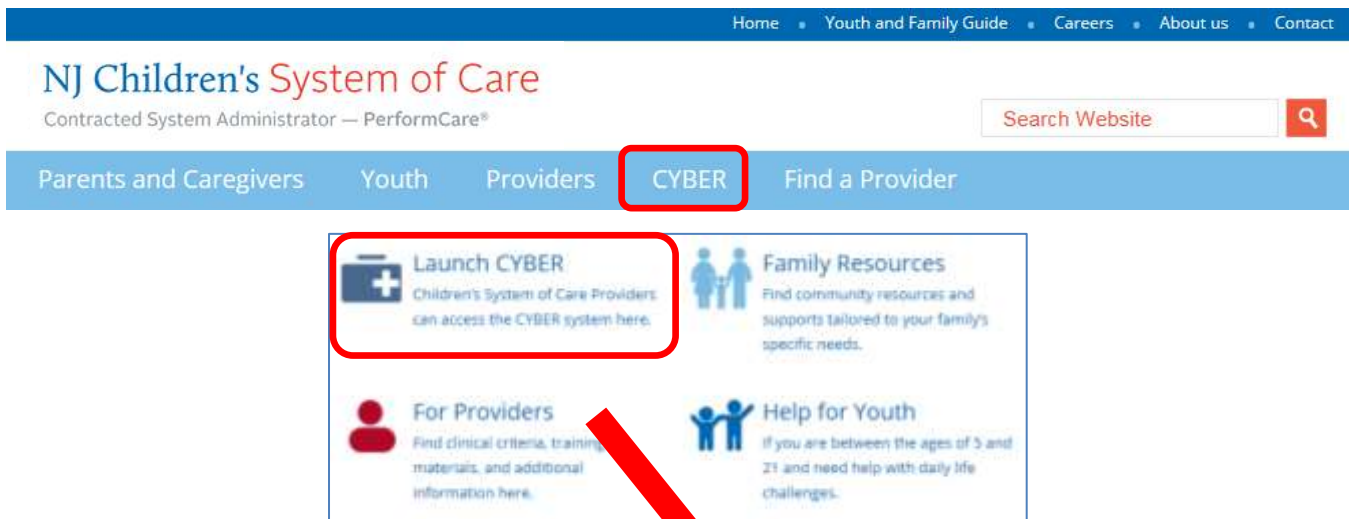 Home • Youth and Family Guide • Careers • About us • Contact
NJ Children's System of Care
Contracted System Administrator — PerformCare®
Search Website
Parents and Caregivers Youth Providers CYBER Find a Provider
Launch CYBER
Children's System of Care Providers
can access the CYBER system here.
Family Resources
Find community resources and
supports tailored to your family's
specific needs.
For Providers
Find clinical criteria, training
materials, and additional
information here.
Help for Youth
If you are between the ages of 5 and
21 and need help with daily life
challenges.